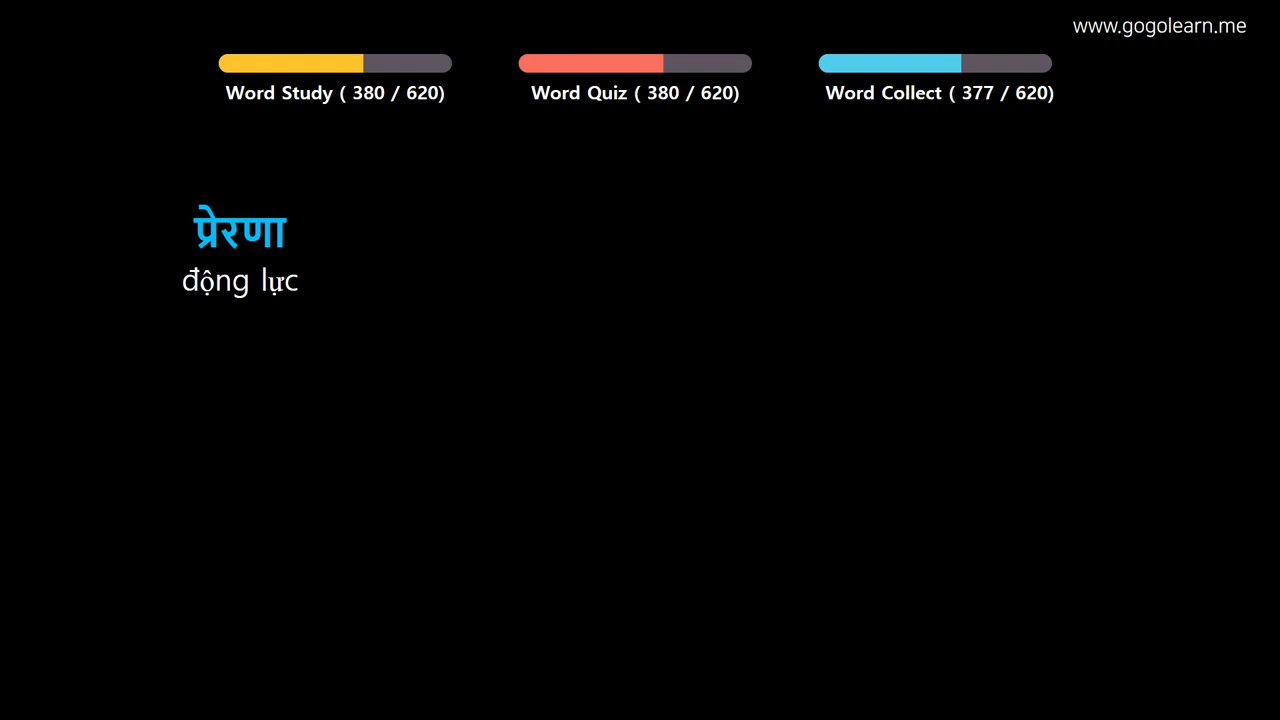 www.gogolearn.me
Word Study ( 380 / 620)
Word Quiz ( 380 / 620)
Word Collect ( 377 / 620)
प्रेरणा
động lực